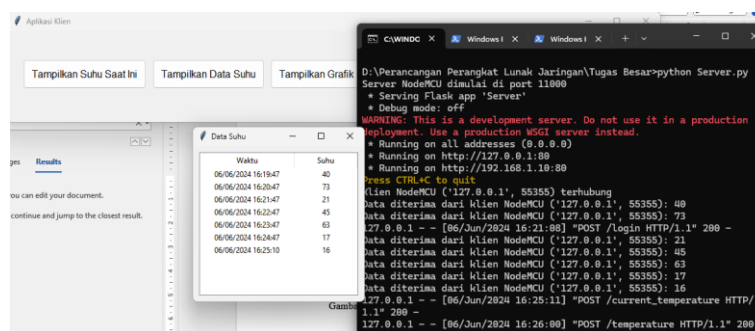 Aplikasi Klien
Tampilkan Suhu Saat Ini
Tampilkan Data Suhu
Tampilkan Grafik
Results
ou can edit your document.
continue and jump to the closest result.
Data Suhu
Waktu Suhu
06/06/2024 16:19:47 40
06/06/2024 16:20:47 73
06/06/2024 16:21:47 21
06/06/2024 16:22:47 45
06/06/2024 16:23:47 63
06/06/2024 16:24:47 17
06/06/2024 16:25:10 16
C:\WINDC
Windows
Windows
D:\Perancangan Perangkat Lunak Jaringan\Tugas Besar>python Server.py
Server NodeMCU dimulai di port 11000
* Serving Flask app 'Server'
* Debug mode: off
WARNING: This is a development server. Do not use it in a production
deployment. Use a production WSGI server instead.
* Running on all addresses (0.0.0.0)
* Running on http://127.0.0.1:80
* Running on http://192.168.1.10:80
Press CTRL+C to quit
Klien NodeMCU ('127.0.0.1', 55355) terhubung
Data diterima dari klien NodeMCU ('127.0.0.1', 55355): 40
Data diterima dari klien NodeMCU ('127.0.0.1', 55355): 73
127.0.0.1 - - [06/Jun/2024 16:21:08] "POST /login HTTP/1.1" 200 -
Data diterima dari klien NodeMCU ('127.0.0.1', 55355): 21
Data diterima dari klien NodeMCU ('127.0.0.1', 55355): 45
Data diterima dari klien NodeMCU ('127.0.0.1', 55355): 63
Data diterima dari klien NodeMCU ('127.0.0.1', 55355): 17
Data diterima dari klien NodeMCU ('127.0.0.1', 55355): 16
127.0.0.1 - - [06/Jun/2024 16:25:11] "POST /current_temperature HTTP/
1.1" 200 -
127.0.0.1 - - [06/Jun/2024 16:26:00] "POST /temperature HTTP/1.1" 200